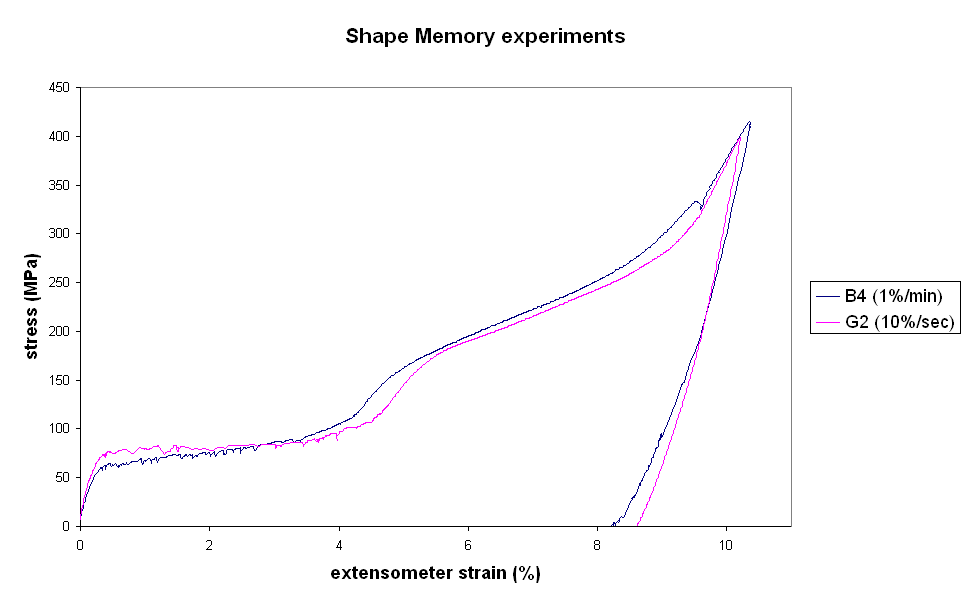 Shape Memory experiments
450
400
350
300
250
200
150
100
50
0
stress (MPa)
0 2 4 6 8 10
extensometer strain (%)
B4 (1%/min)
G2 (10%/sec)